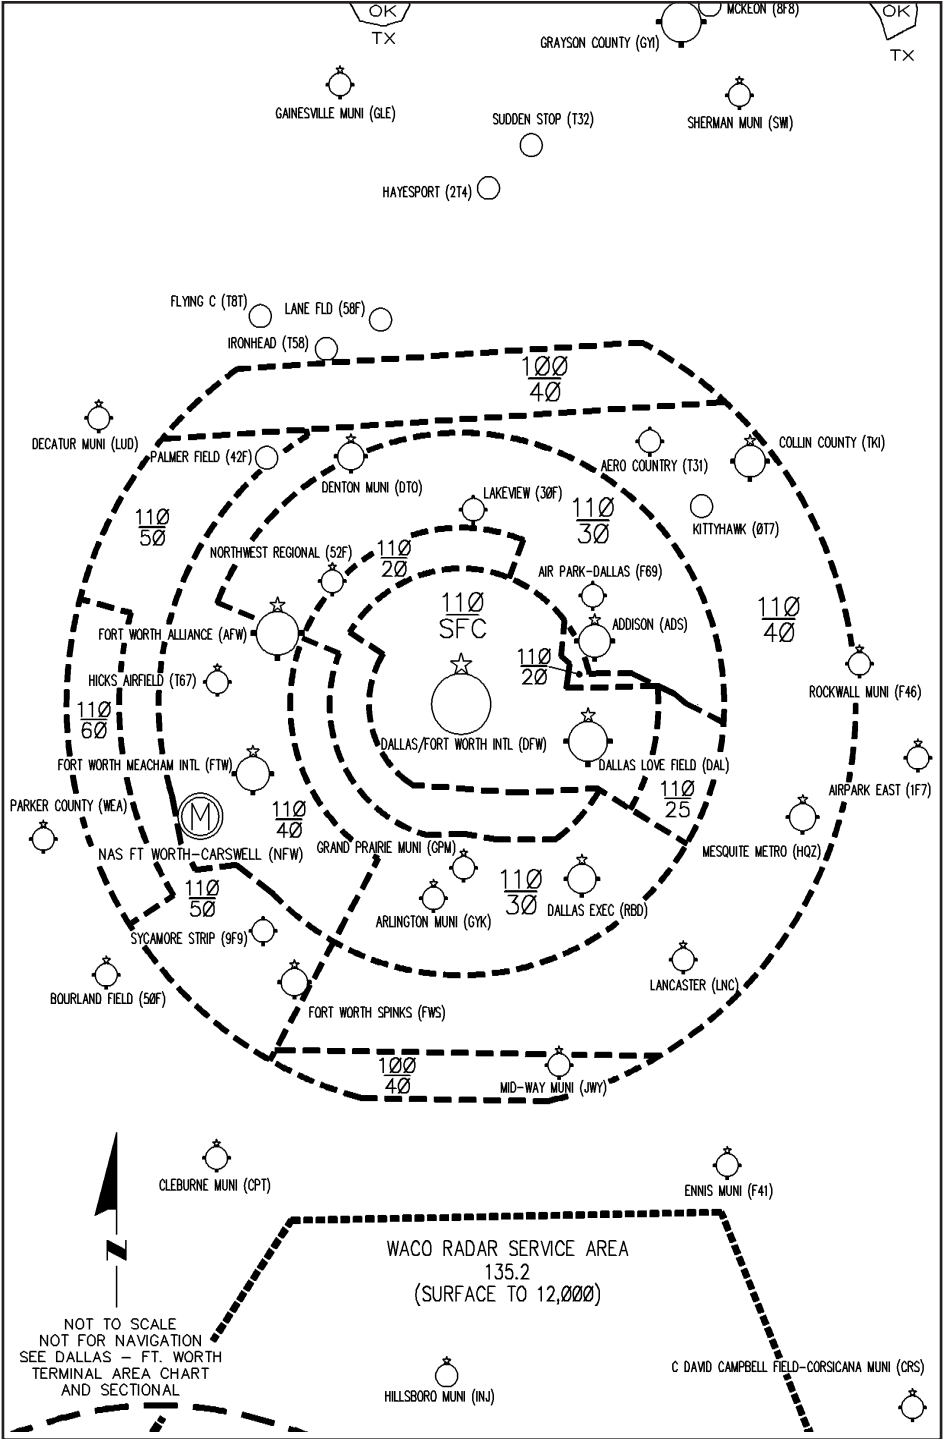 OK
TX
MCKEON (8F8)
OK
TX
GRAYSON COUNTY (GYI)
GAINESVILLE MUNI (GLE)
SUDDEN STOP (T32)
SHERMAN MUNI (SWI)
HAYESPORT (2T4)
FLYING C (T8T)
LANE FLD (58F)
IRONHEAD (T58)
100
40
DECATUR MUNI (LUD)
PALMER FIELD (42F)
COLLIN COUNTY (TKI)
AERO COUNTRY (T31)
DENTON MUNI (DTO)
LAKEVIEW (30F)
110
30
110
50
KITTYHAWK (0T7)
NORTHWEST REGIONAL (52F)
110
20
AIR PARK-DALLAS (F69)
110
SFC
110
40
FORT WORTH ALLIANCE (AFW)
ADDISON (ADS)
110
20
HICKS AIRFIELD (T67)
ROCKWALL MUNI (F46)
110
60
DALLAS/FORT WORTH INTL (DFW)
FORT WORTH MEACHAM INTL (FTW)
DALLAS LOVE FIELD (DAL)
110
25
AIRPARK EAST (1F7)
PARKER COUNTY (WEA)
M
110
40
GRAND PRAIRIE MUNI (GPM)
NAS FT WORTH-CARSWELL (NFW)
MESQUITE METRO (HQZ)
110
50
110
30
ARLINGTON MUNI (GYK)
DALLAS EXEC (RBD)
SYCAMORE STRIP (9F9)
BOURLAND FIELD (50F)
LANCASTER (LNC)
FORT WORTH SPINKS (FWS)
100
40
MID-WAY MUNI (JWY)
CLEBURNE MUNI (CPT)
ENNIS MUNI (F41)
N
WACO RADAR SERVICE AREA
135.2
(SURFACE TO 12,000)
NOT TO SCALE
NOT FOR NAVIGATION
SEE DALLAS – FT. WORTH
TERMINAL AREA CHART
AND SECTIONAL
C DAVID CAMPBELL FIELD-CORSICANA MUNI (CRS)
HILLSBORO MUNI (INJ)